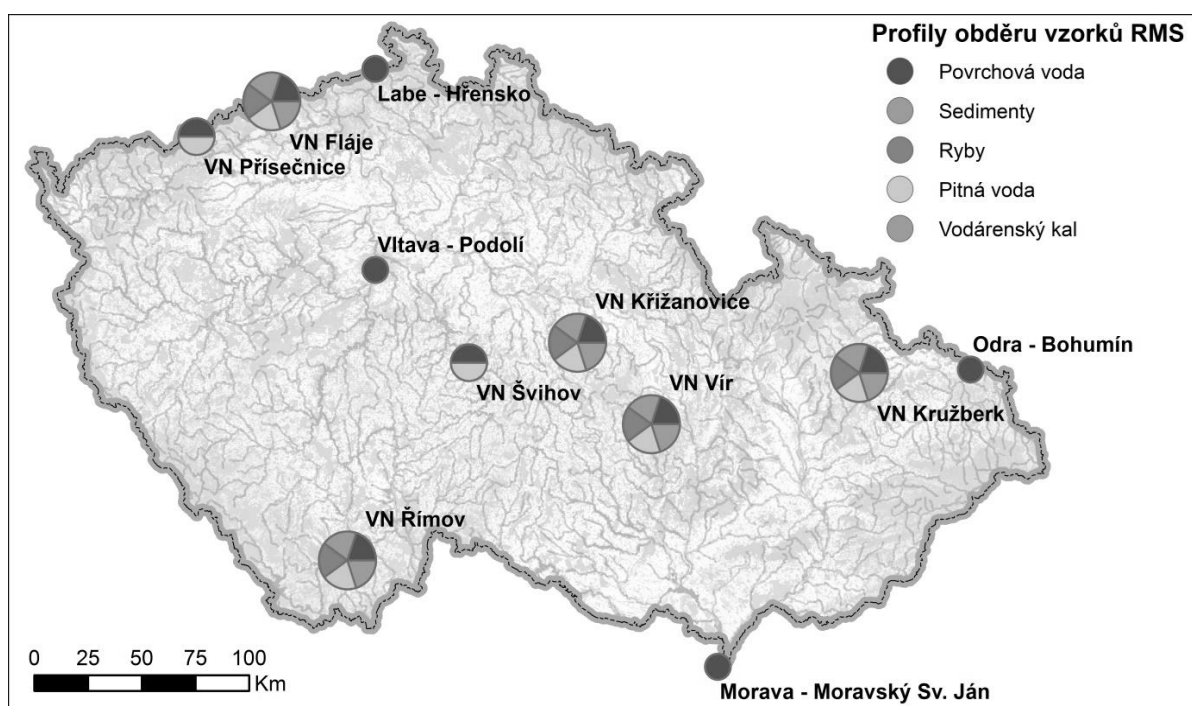 Profily obděru vzorků RMS
Povrchová voda
Sedimenty
Ryby
Pitná voda
Vodárenský kal
Labe - Hřensko
VN Fláje
VN Přísečnice
Vltava - Podolí
VN Křižanovice
VN Švihov
VN Vír
Odra - Bohumín
VN Kružberk
VN Římov
Morava - Moravský Sv. Ján
0 25 50 75 100
Km